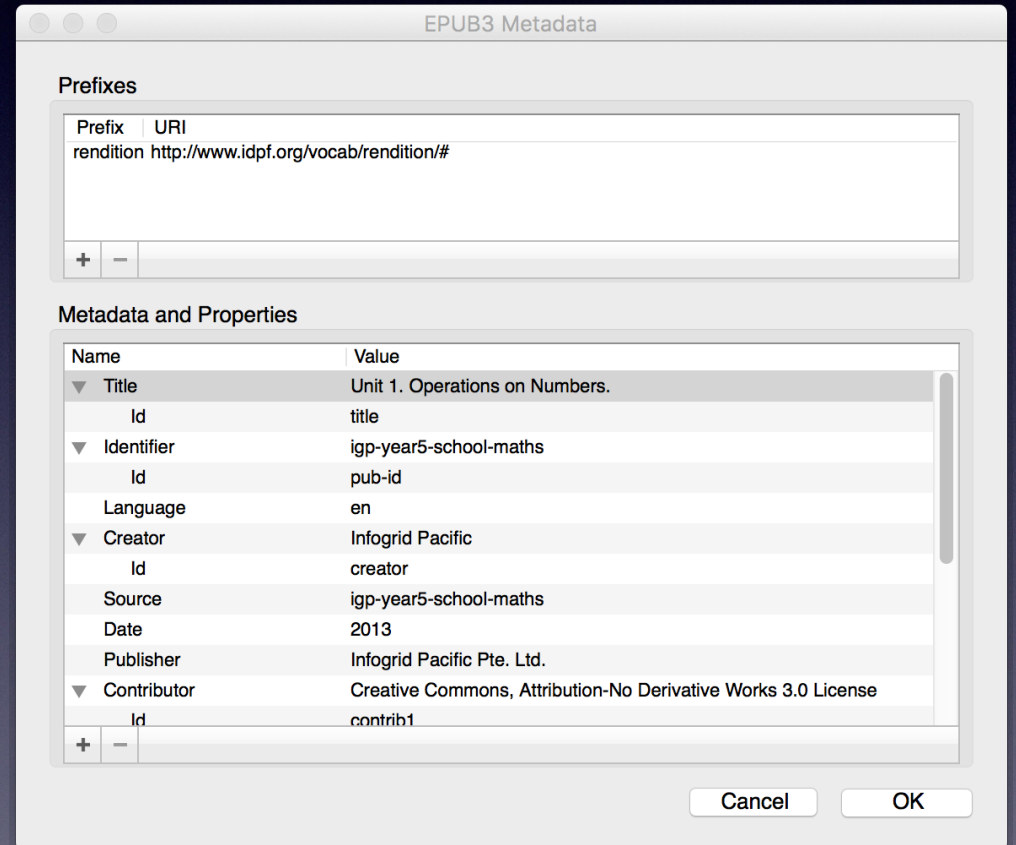 EPUB3 Metadata
Prefixes
Prefix URI
rendition http://www.idpf.org/vocab/rendition/#
+ −
Metadata and Properties
Name Value
Title Unit 1. Operations on Numbers.
Id title
Identifier igp-year5-school-maths
Id pub-id
Language en
Creator Infogrid Pacific
Id creator
Source igp-year5-school-maths
Date 2013
Publisher Infogrid Pacific Pte. Ltd.
Contributor Creative Commons, Attribution-No Derivative Works 3.0 License
Id contrib1
+ −
Cancel OK